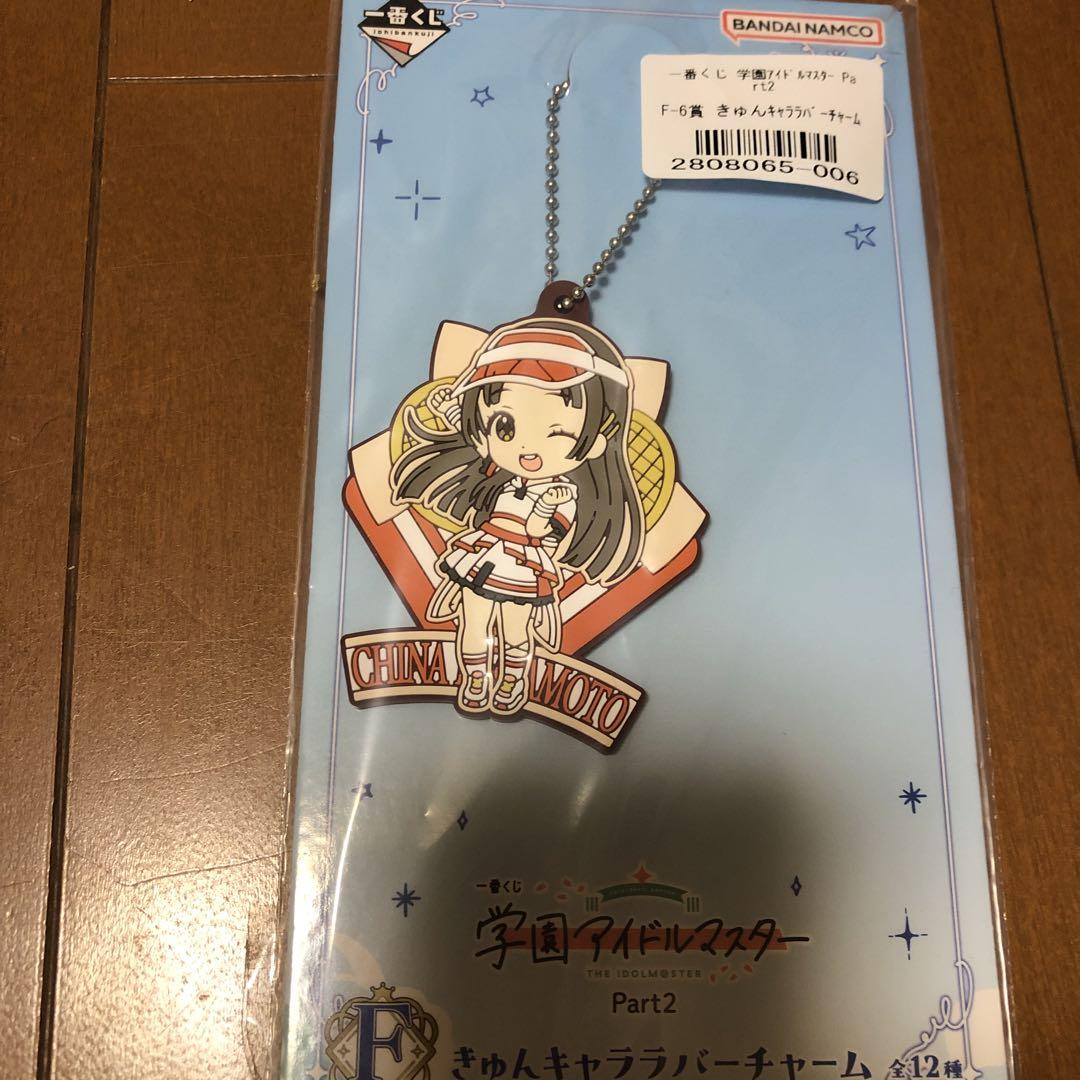 一番くじ
ichibankuji
BANDAI NAMCO
一番くじ 学園ｱｲﾄﾞﾙﾏｽﾀｰ Pa
rt2
F-6賞 きゅんｷｬﾗﾗﾊﾞｰﾁｬｰﾑ
2808065-006
CHINA AMOTO
一番くじ
学園アイドルマスター
THE IDOLM@STER
Part2
F
きゅんキャララバーチャーム 全12種